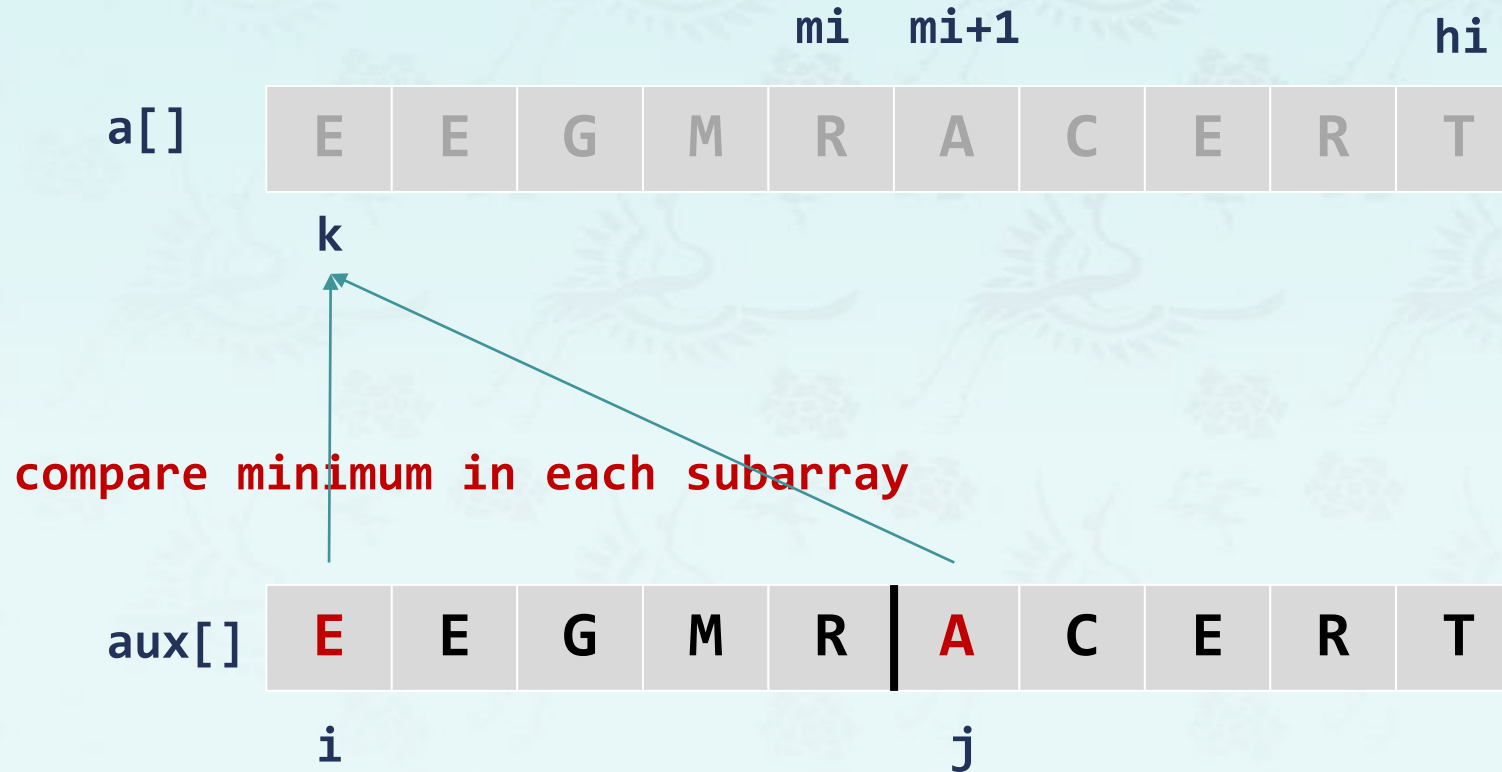 mi mi+1 hi
a[] E E G M R A C E R T
k
compare minimum in each subarray
aux[] E E G M R A C E R T
i j